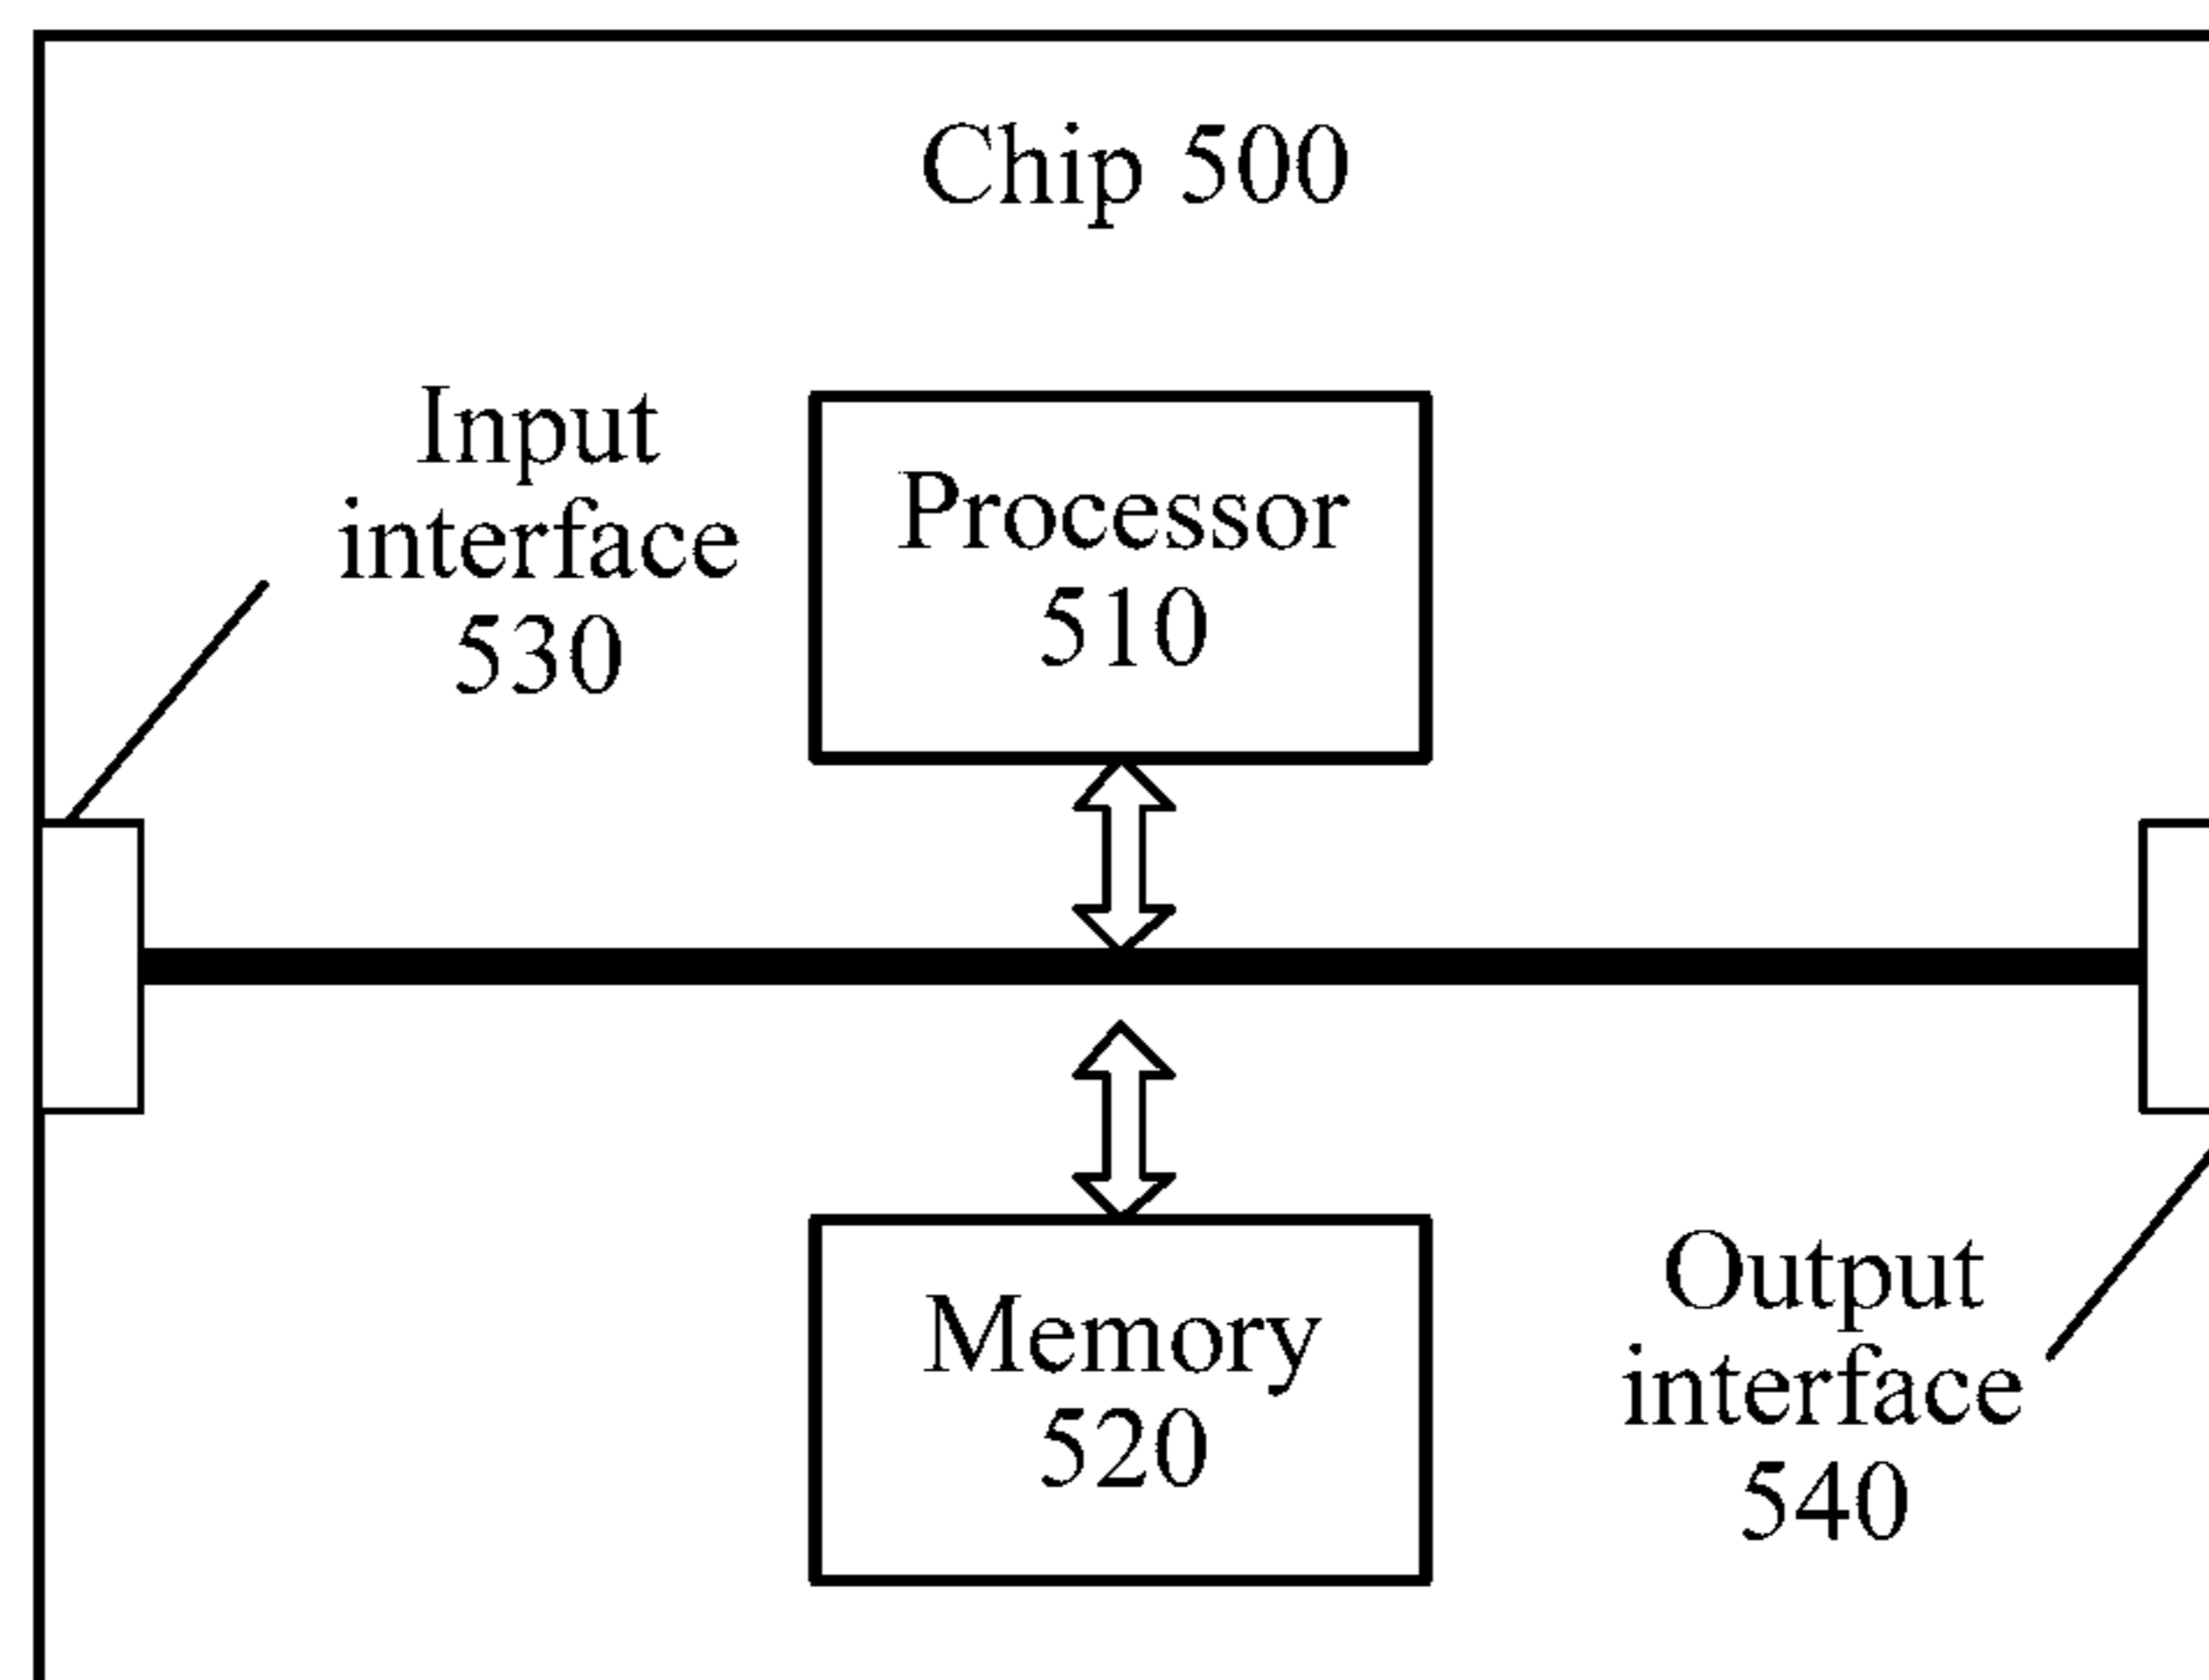 Chip 500
Input
interface
530
Processor
510
Memory
520
Output
interface
540